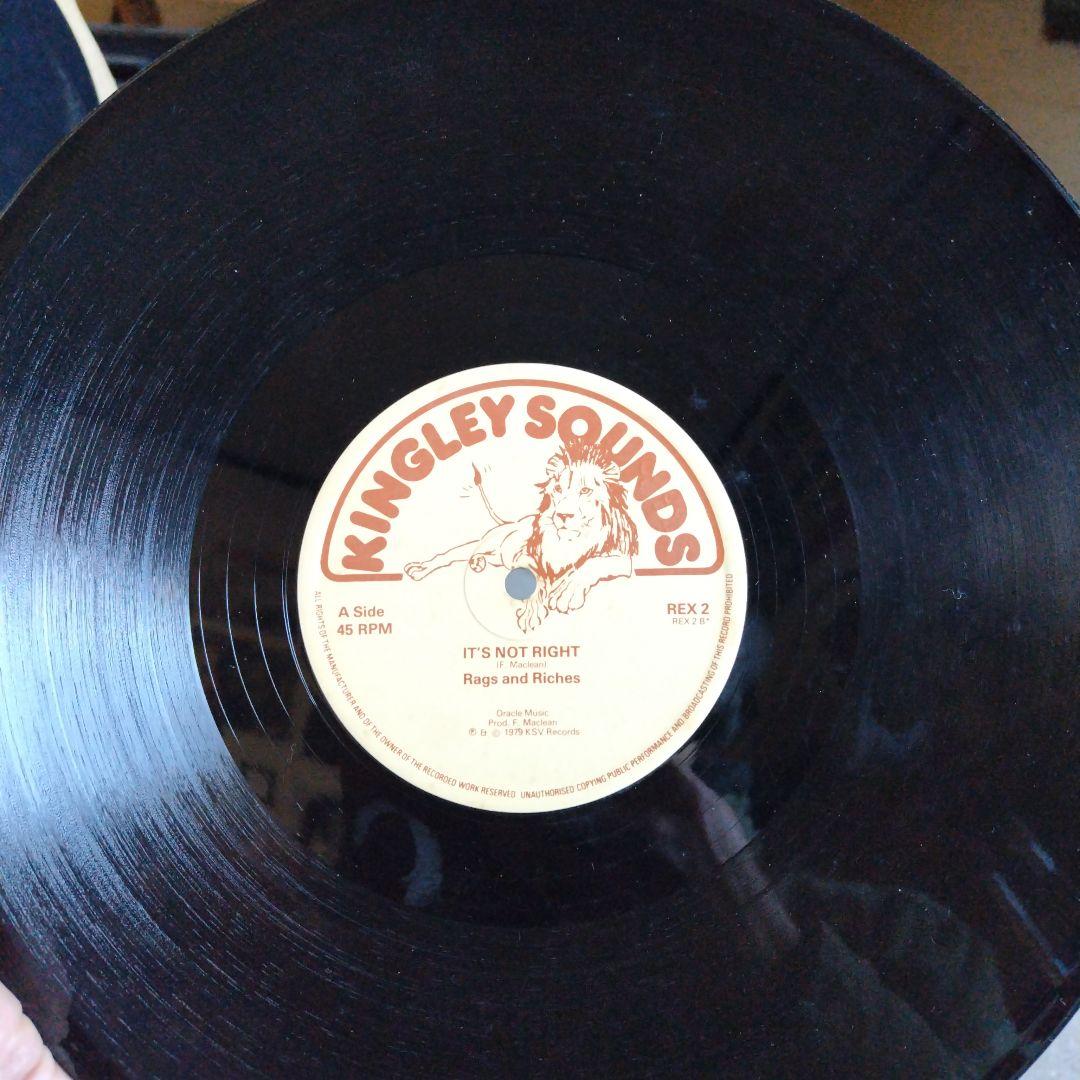 KINGLEY SOUNDS
A Side
45 RPM
REX 2
REX 2 B*
IT'S NOT RIGHT
(F. Maclean)
Rags and Riches
Oracle Music
Prod. F. Maclean
℗ & © 1979 KSV Records
ALL RIGHTS OF THE MANUFACTURER AND OF THE OWNER OF THE RECORDED WORK RESERVED UNAUTHORISED COPYING PUBLIC PERFORMANCE AND BROADCASTING OF THIS RECORD PROHIBITED